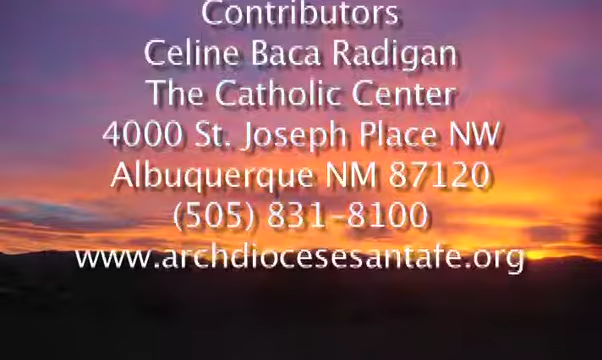 Contributors
Celine Baca Radigan
The Catholic Center
4000 St. Joseph Place NW
Albuquerque NM 87120
(505) 831-8100
www.archdiocesesantafe.org